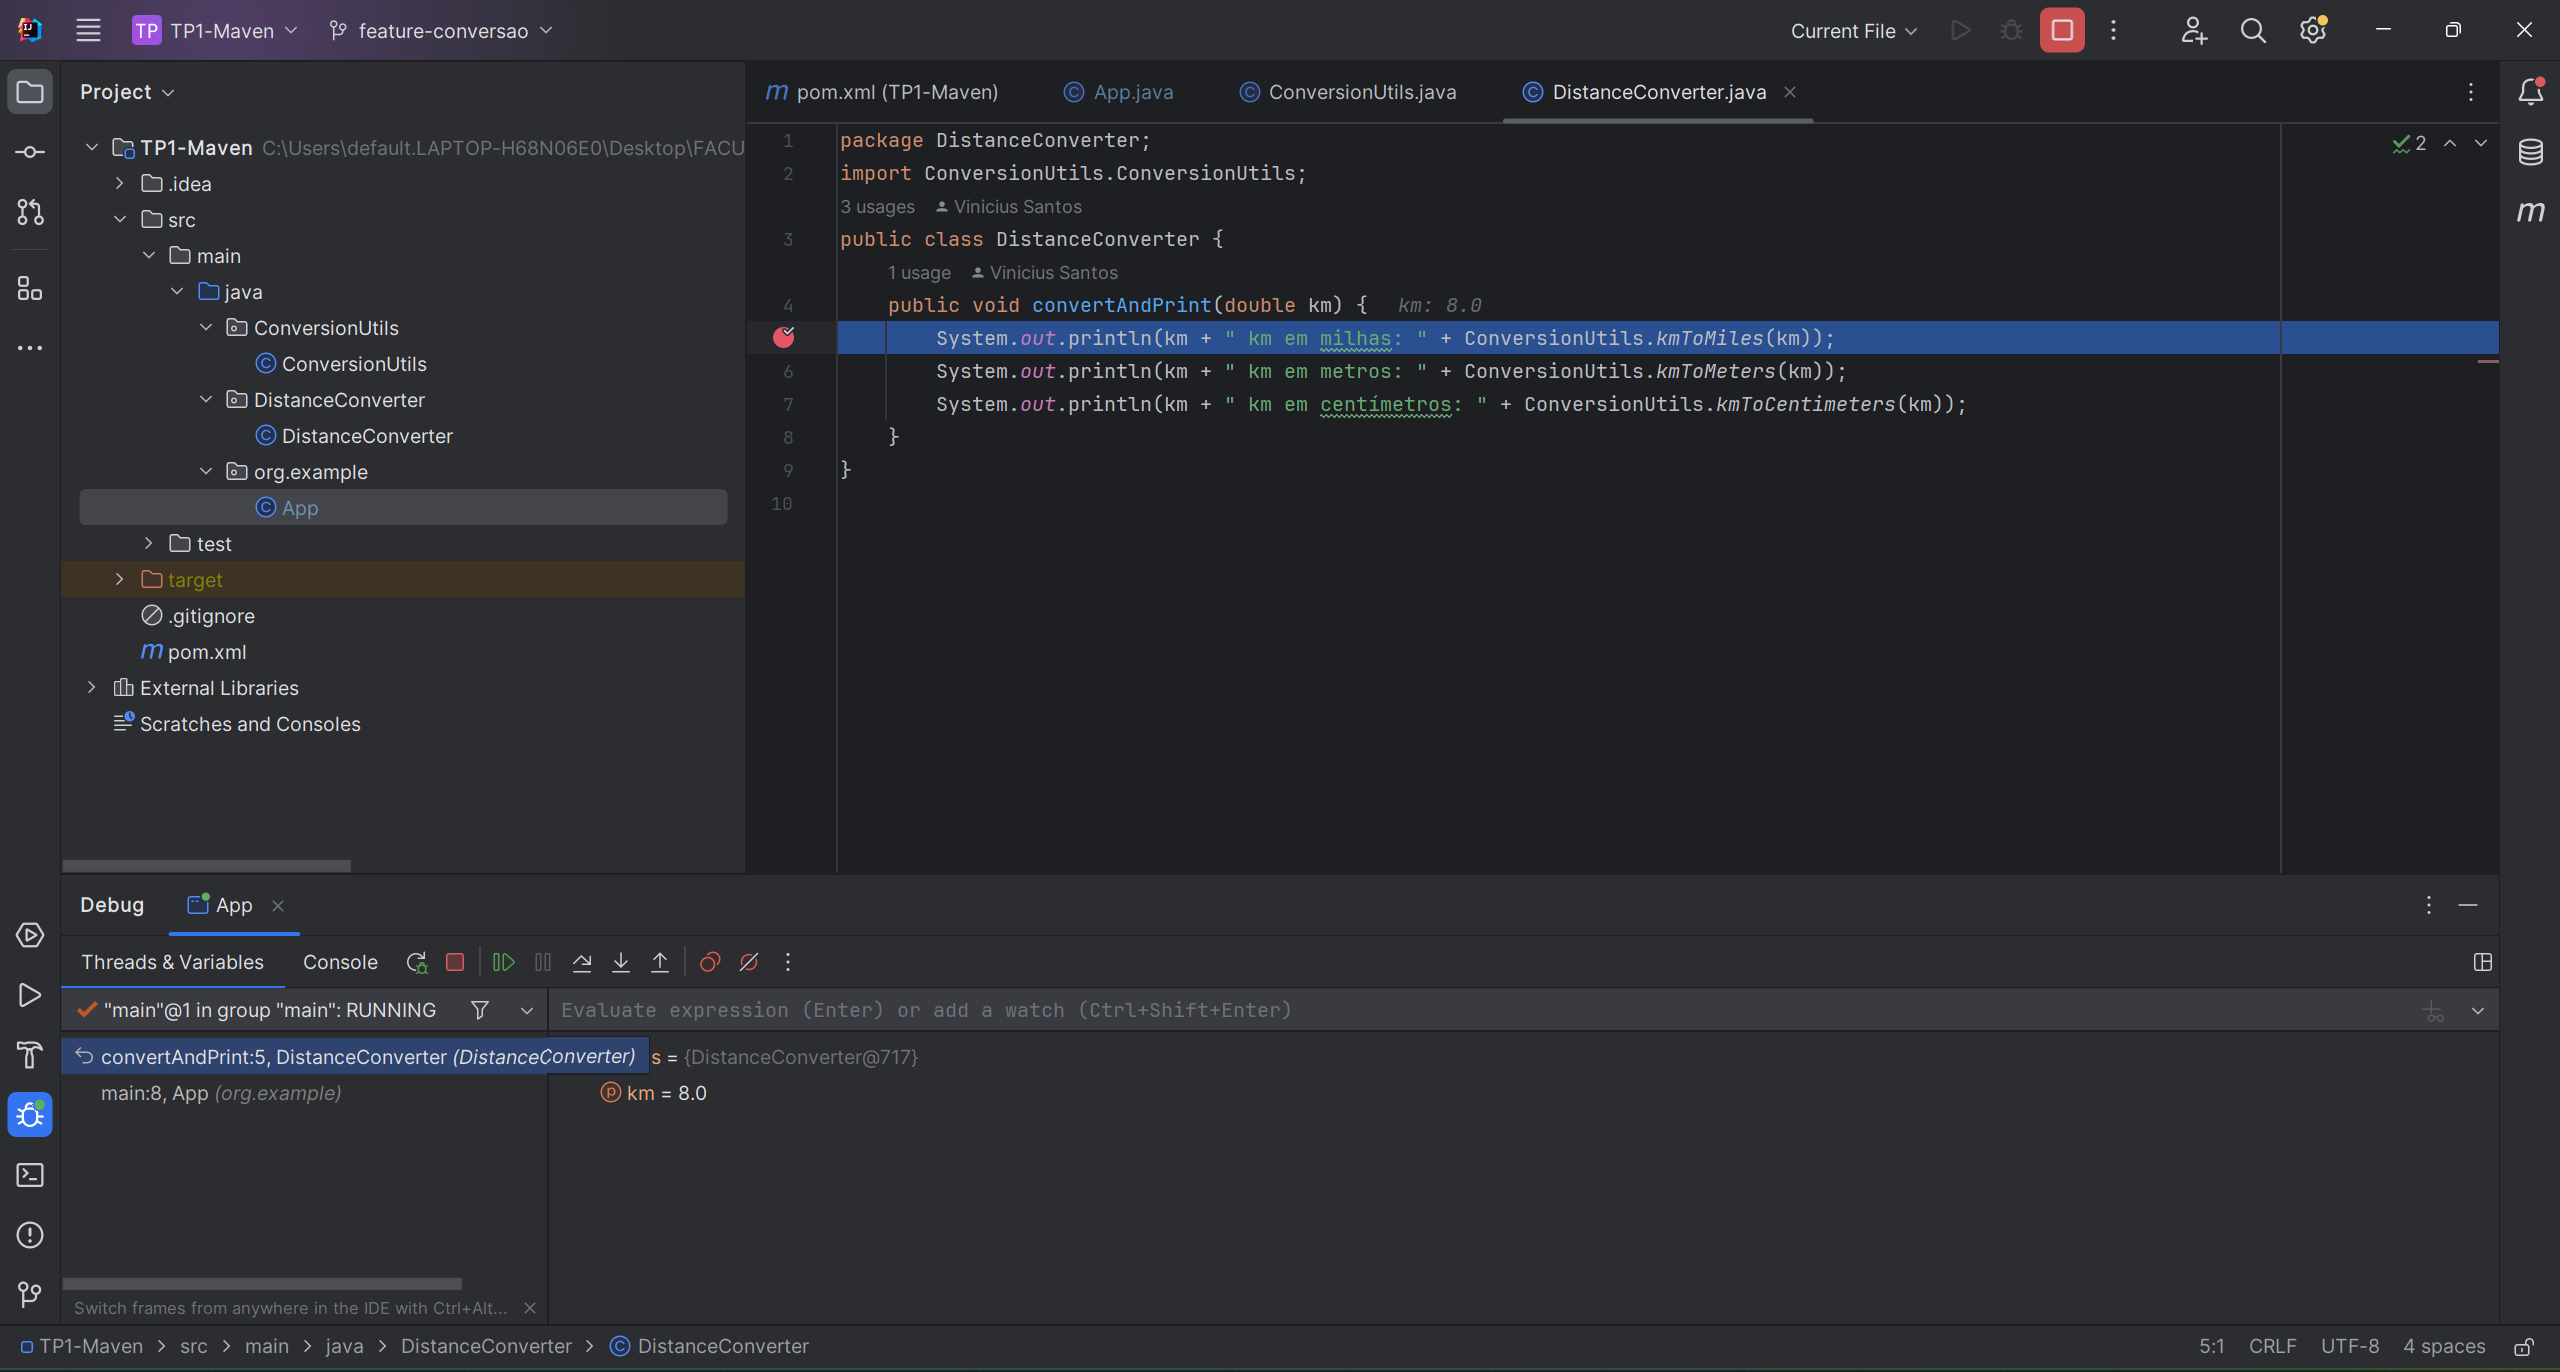 TP TP1-Maven feature-conversao Current File
Project
TP1-Maven C:\Users\default.LAPTOP-H68N06E0\Desktop\FACU
.idea
src
main
java
ConversionUtils
ConversionUtils
DistanceConverter
DistanceConverter
org.example
App
test
target
.gitignore
pom.xml
External Libraries
Scratches and Consoles
pom.xml (TP1-Maven) App.java ConversionUtils.java DistanceConverter.java
2
1 package DistanceConverter;
2 import ConversionUtils.ConversionUtils;
3 usages Vinicius Santos
3 public class DistanceConverter {
1 usage Vinicius Santos
4 public void convertAndPrint(double km) { km: 8.0
System.out.println(km + " km em milhas: " + ConversionUtils.kmToMiles(km));
6 System.out.println(km + " km em metros: " + ConversionUtils.kmToMeters(km));
7 System.out.println(km + " km em centímetros: " + ConversionUtils.kmToCentimeters(km));
8 }
9 }
10
Debug App
Threads & Variables Console
"main"@1 in group "main": RUNNING
Evaluate expression (Enter) or add a watch (Ctrl+Shift+Enter)
convertAndPrint:5, DistanceConverter (DistanceConverter)
s = {DistanceConverter@717}
main:8, App (org.example)
km = 8.0
Switch frames from anywhere in the IDE with Ctrl+Alt...
TP1-Maven > src > main > java > DistanceConverter > DistanceConverter
5:1 CRLF UTF-8 4 spaces